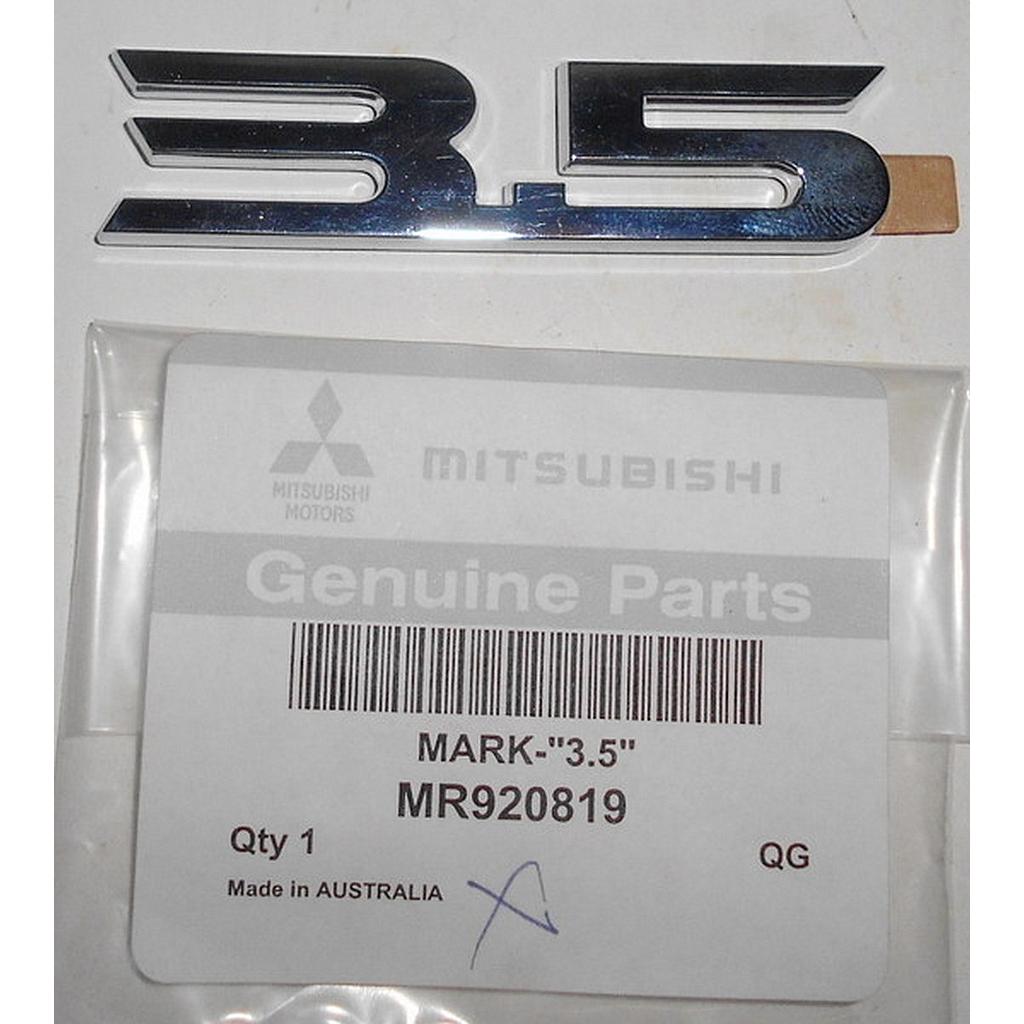 3.5
MITSUBISHI
MOTORS
MITSUBISHI
Genuine Parts
MARK-"3.5"
MR920819
Qty 1
QG
Made in AUSTRALIA